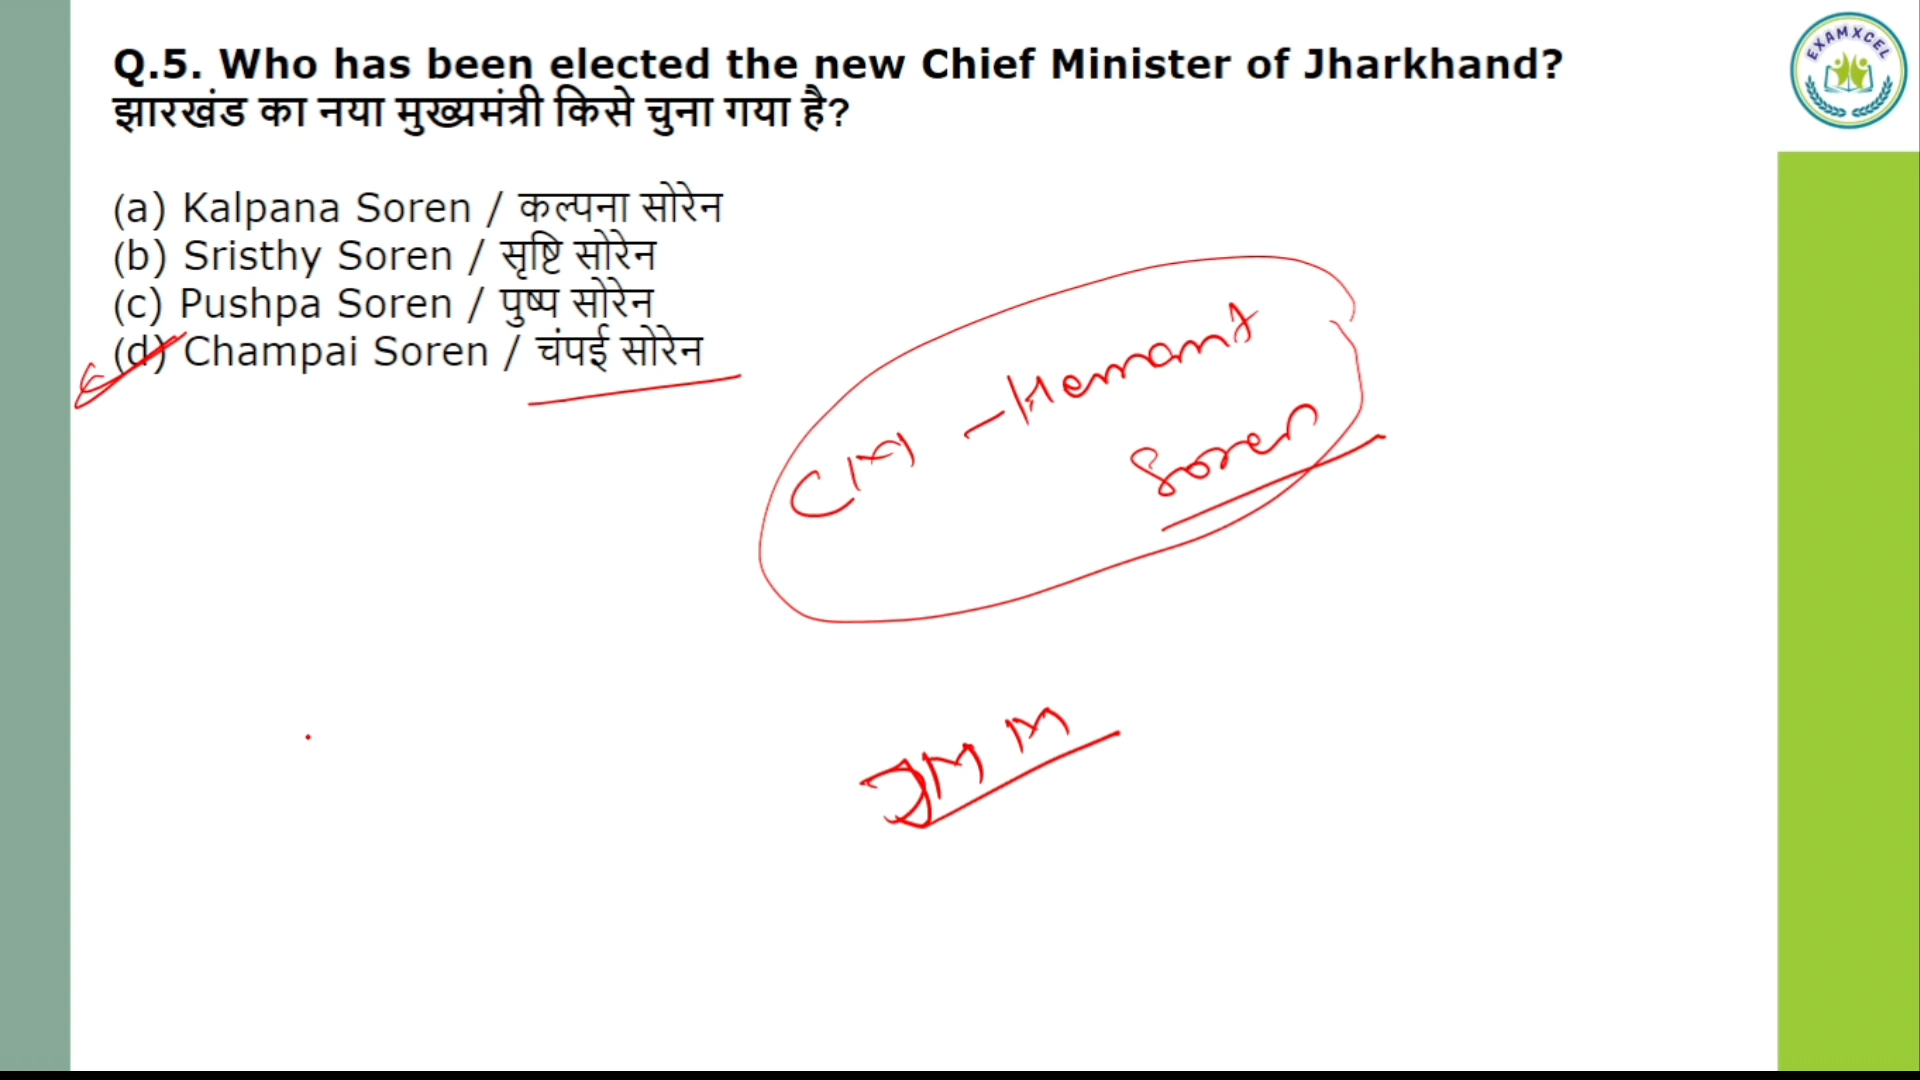 Q.5. Who has been elected the new Chief Minister of Jharkhand?
झारखंड का नया मुख्यमंत्री किसे चुना गया है?
(a) Kalpana Soren / कल्पना सोरेन
(b) Sristhy Soren / सृष्टि सोरेन
(c) Pushpa Soren / पुष्प सोरेन
(d) Champai Soren / चंपई सोरेन
CM - Hemant
Soren
JMM
EXAMXCEL